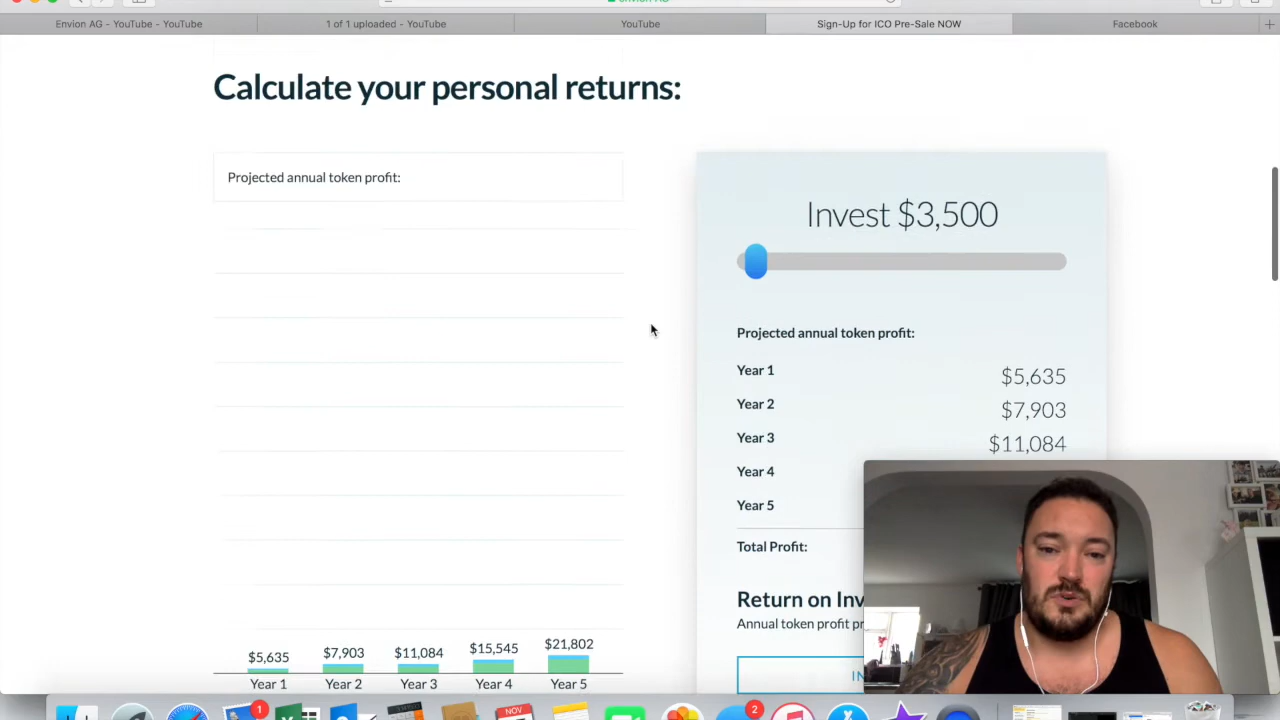 Envion AG - YouTube - YouTube
1 of 1 uploaded - YouTube
YouTube
Sign-Up for ICO Pre-Sale NOW
Facebook
Calculate your personal returns:
Projected annual token profit:
$5,635
$7,903
$11,084
$15,545
$21,802
Year 1
Year 2
Year 3
Year 4
Year 5
Invest $3,500
Projected annual token profit:
Year 1 $5,635
Year 2 $7,903
Year 3 $11,084
Year 4
Year 5
Total Profit:
Return on Inv
Annual token profit pr
IN
1
NOV
2